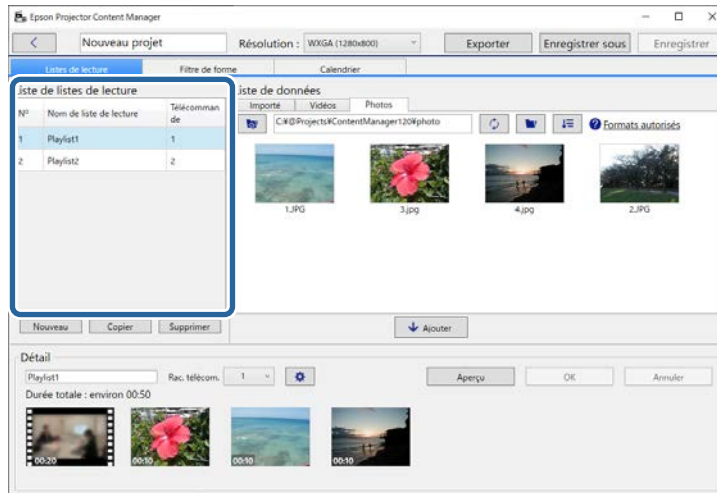 Epson Projector Content Manager
Nouveau projet Résolution : WXGA (1280x800) Exporter Enregistrer sous Enregistrer
Listes de lecture Filtre de forme Calendrier
Liste de listes de lecture
Nº Nom de liste de lecture Télécomman
de
1 Playlist1 1
2 Playlist2 2
Liste de données
Importé Vidéos Photos
C:¥@Projects¥ContentManager120¥photo Formats autorisés
1.JPG 3.jpg 4.jpg 2.JPG
Nouveau Copier Supprimer Ajouter
Détail
Playlist1 Rac. télécom. 1 Aperçu OK Annuler
Durée totale : environ 00:50
00:20 00:10 00:10 00:10